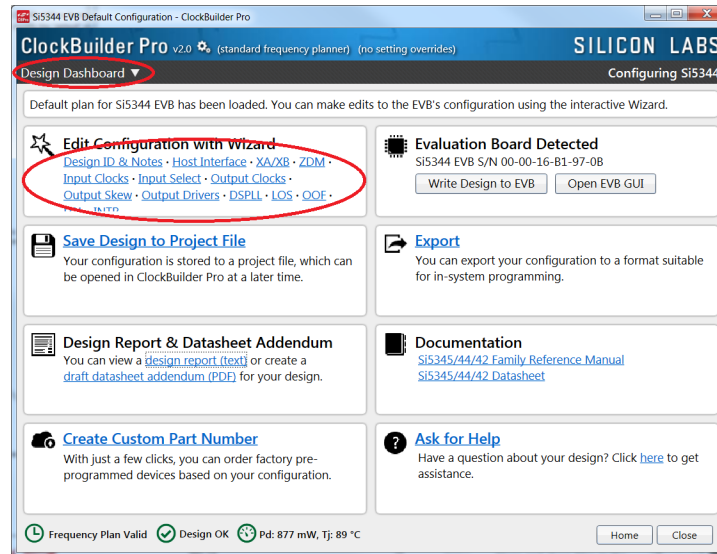 Si5344 EVB Default Configuration - ClockBuilder Pro
ClockBuilder Pro v2.0 (standard frequency planner) (no setting overrides)
SILICON LABS
Design Dashboard ▼
Configuring Si5344
Default plan for Si5344 EVB has been loaded. You can make edits to the EVB's configuration using the interactive Wizard.
Edit Configuration with Wizard
Design ID & Notes · Host Interface · XA/XB · ZDM ·
Input Clocks · Input Select · Output Clocks ·
Output Skew · Output Drivers · DSPLL · LOS · OOF ·
INTR
Evaluation Board Detected
Si5344 EVB S/N 00-00-16-B1-97-0B
Write Design to EVB
Open EVB GUI
Save Design to Project File
Your configuration is stored to a project file, which can
be opened in ClockBuilder Pro at a later time.
Export
You can export your configuration to a format suitable
for in-system programming.
Design Report & Datasheet Addendum
You can view a design report (text) or create a
draft datasheet addendum (PDF) for your design.
Documentation
Si5345/44/42 Family Reference Manual
Si5345/44/42 Datasheet
Create Custom Part Number
With just a few clicks, you can order factory pre-
programmed devices based on your configuration.
Ask for Help
Have a question about your design? Click here to get
assistance.
Frequency Plan Valid Design OK Pd: 877 mW, Tj: 89 °C
Home
Close